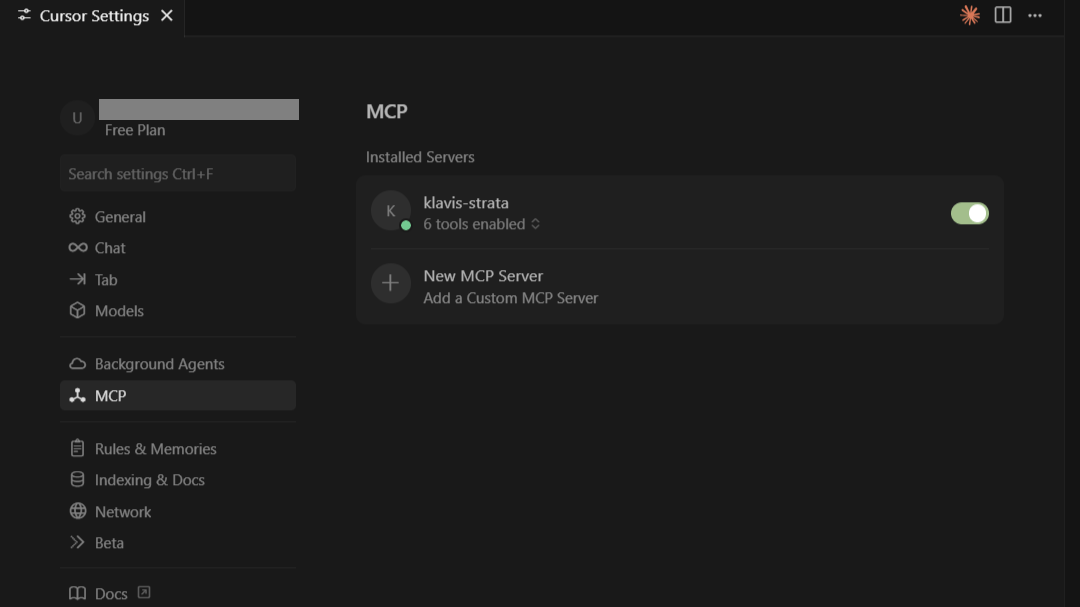 Cursor Settings
U
Free Plan
Search settings Ctrl+F
General
Chat
Tab
Models
Background Agents
MCP
Rules & Memories
Indexing & Docs
Network
Beta
Docs
MCP
Installed Servers
K
klavis-strata
6 tools enabled
New MCP Server
Add a Custom MCP Server